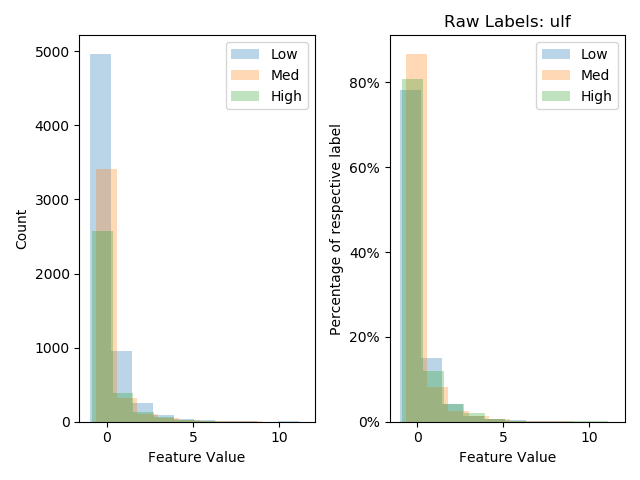 Raw Labels: ulf
5000
4000
3000
2000
1000
0
Count
0 5 10
Feature Value
Low
Med
High
80%
60%
40%
20%
0%
Percentage of respective label
0 5 10
Feature Value
Low
Med
High